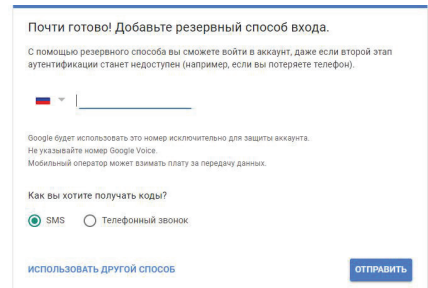 Почти готово! Добавьте резервный способ входа.
С помощью резервного способа вы сможете войти в аккаунт, даже если второй этап
аутентификации станет недоступен (например, если вы потеряете телефон).
Google будет использовать это номер исключительно для защиты аккаунта.
Не указывайте номер Google Voice.
Мобильный оператор может взимать плату за передачу данных.
Как вы хотите получать коды?
SMS Телефонный звонок
ИСПОЛЬЗОВАТЬ ДРУГОЙ СПОСОБ ОТПРАВИТЬ